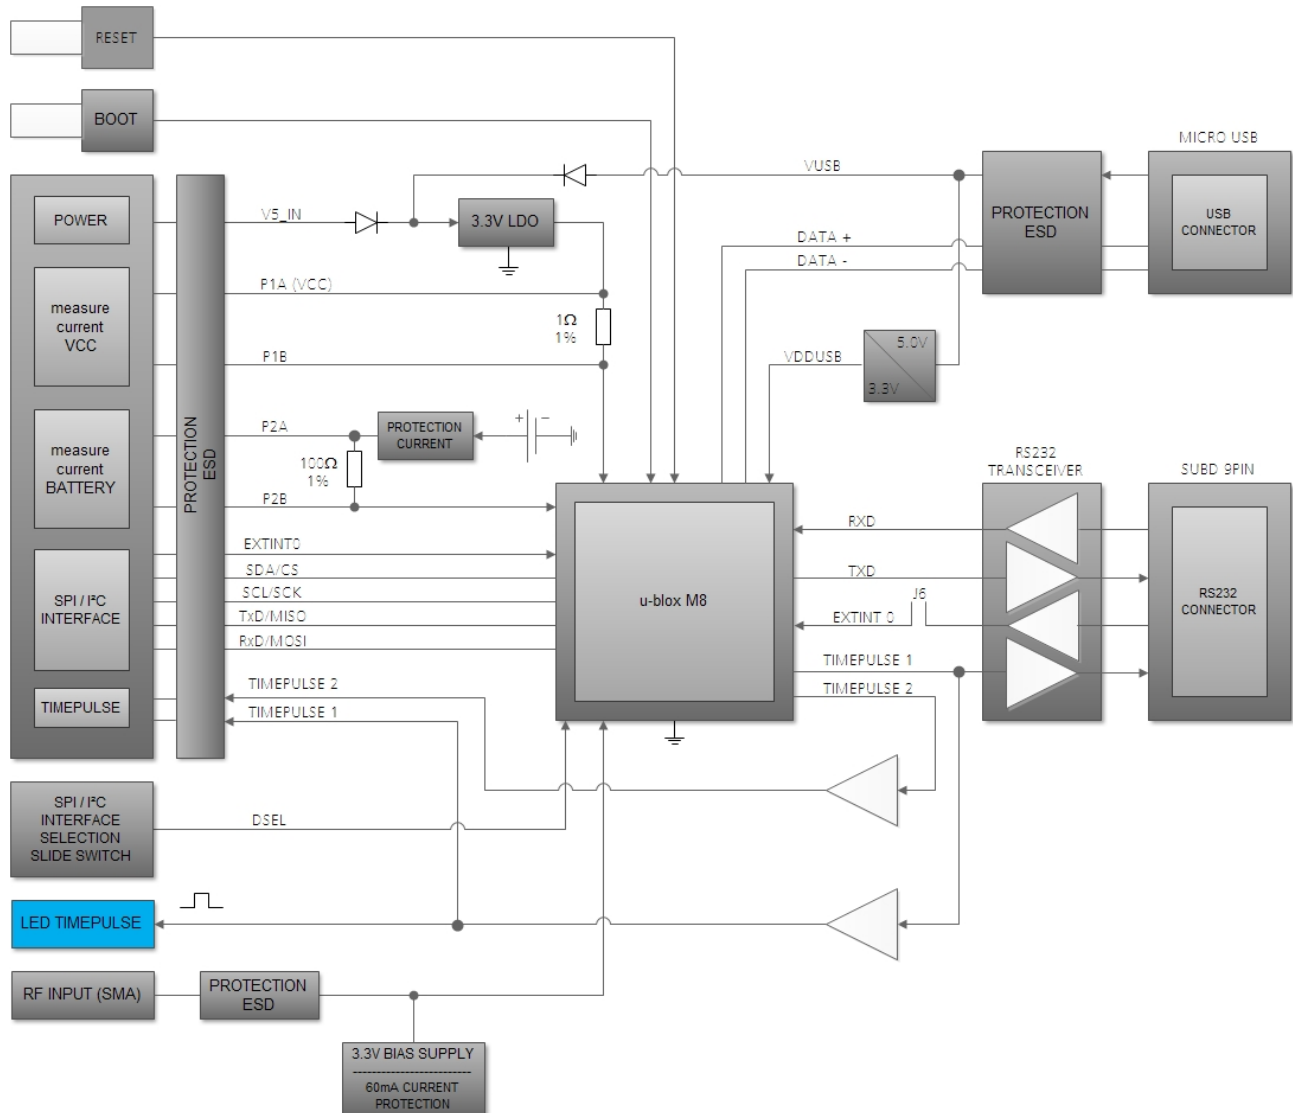 RESET
BOOT
MICRO USB
VUSB
POWER
V5_IN
3.3V LDO
PROTECTION
ESD
USB
CONNECTOR
DATA +
DATA -
P1A (VCC)
measure
current
VCC
1Ω
1%
P1B
VDDUSB
5.0V
3.3V
P2A
PROTECTION
CURRENT
+
-
measure
current
BATTERY
100Ω
1%
P2B
PROTECTION
ESD
RS232
TRANSCEIVER
SUBD 9PIN
RXD
TXD
J6
EXTINT 0
RS232
CONNECTOR
EXTINT0
SDA/CS
SCL/SCK
TxD/MISO
RxD/MOSI
SPI / I²C
INTERFACE
u-blox M8
TIMEPULSE 1
TIMEPULSE 2
TIMEPULSE 2
TIMEPULSE 1
TIMEPULSE
SPI / I²C
INTERFACE
SELECTION
SLIDE SWITCH
DSEL
LED TIMEPULSE
RF INPUT (SMA)
PROTECTION
ESD
3.3V BIAS SUPPLY
60mA CURRENT
PROTECTION